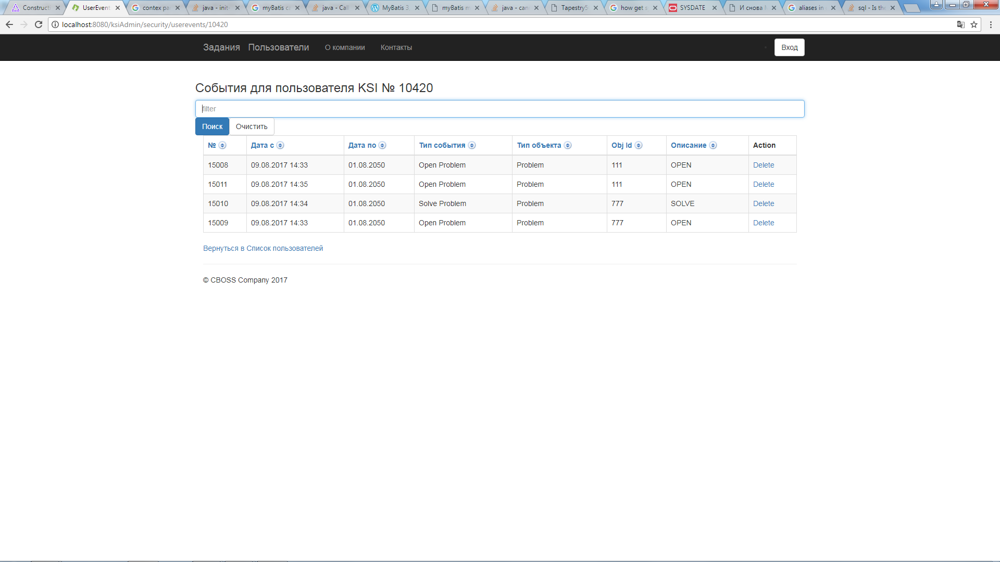 Constructi
UserEvent
contex pa
java - init-
myBatis ca
java - Call
MyBatis 3
myBatis m
java - can
Tapestry5
how get s
SYSDATE
И снова
aliases in
sql - Is the
localhost:8080/ksiAdmin/security/userevents/10420
Задания Пользователи О компании Контакты Вход
События для пользователя KSI № 10420
filter
Поиск Очистить
№ Дата с Дата по Тип события Тип объекта Obj Id Описание Action
15008 09.08.2017 14:33 01.08.2050 Open Problem Problem 111 OPEN Delete
15011 09.08.2017 14:35 01.08.2050 Open Problem Problem 111 OPEN Delete
15010 09.08.2017 14:34 01.08.2050 Solve Problem Problem 777 SOLVE Delete
15009 09.08.2017 14:33 01.08.2050 Open Problem Problem 777 OPEN Delete
Вернуться в Список пользователей
© CBOSS Company 2017